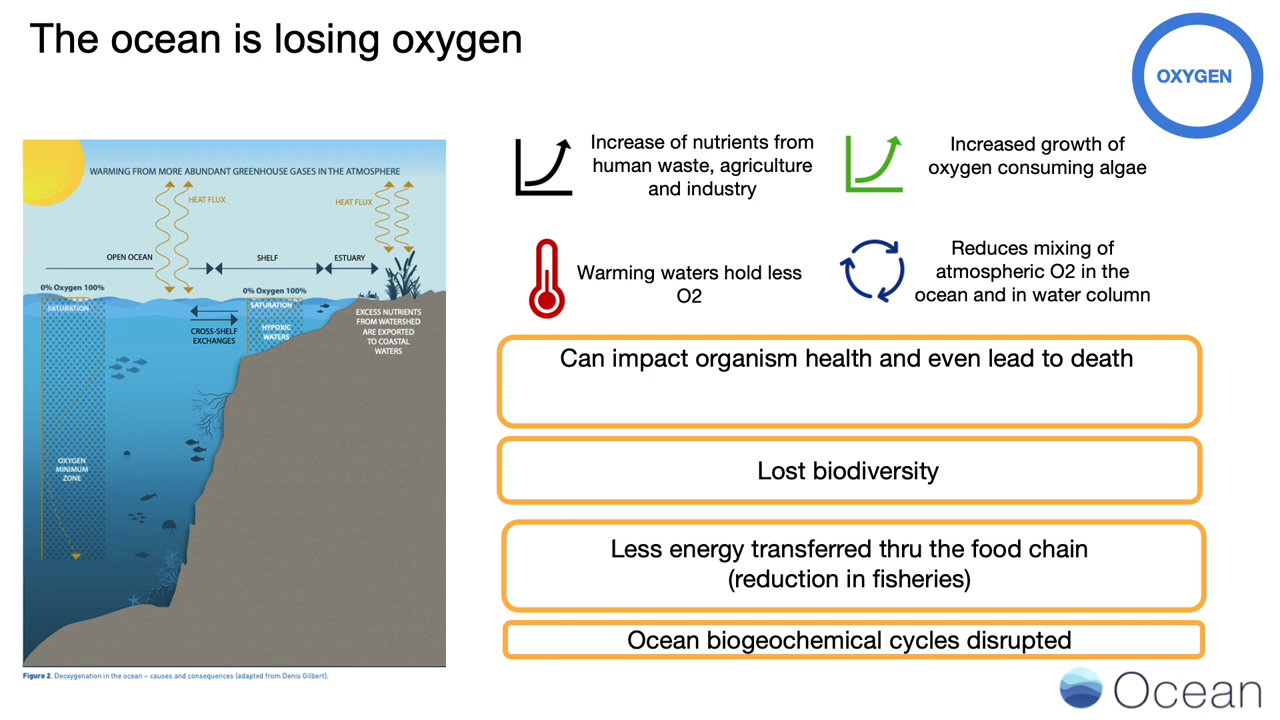 The ocean is losing oxygen
OXYGEN
WARMING FROM MORE ABUNDANT GREENHOUSE GASES IN THE ATMOSPHERE
HEAT FLUX
HEAT FLUX
OPEN OCEAN
SHELF
ESTUARY
0% Oxygen 100%
SATURATION
0% Oxygen 100%
SATURATION
HYPOXIC
WATERS
CROSS-SHELF
EXCHANGES
EXCESS NUTRIENTS
FROM WATERSHED
ARE EXPORTED
TO COASTAL
WATERS
OXYGEN
MINIMUM
ZONE
Figure 2. Deoxygenation in the ocean – causes and consequences (adapted from Denis Gilbert).
Increase of nutrients from
human waste, agriculture
and industry
Increased growth of
oxygen consuming algae
Warming waters hold less
O2
Reduces mixing of
atmospheric O2 in the
ocean and in water column
Can impact organism health and even lead to death
Lost biodiversity
Less energy transferred thru the food chain
(reduction in fisheries)
Ocean biogeochemical cycles disrupted
Ocean